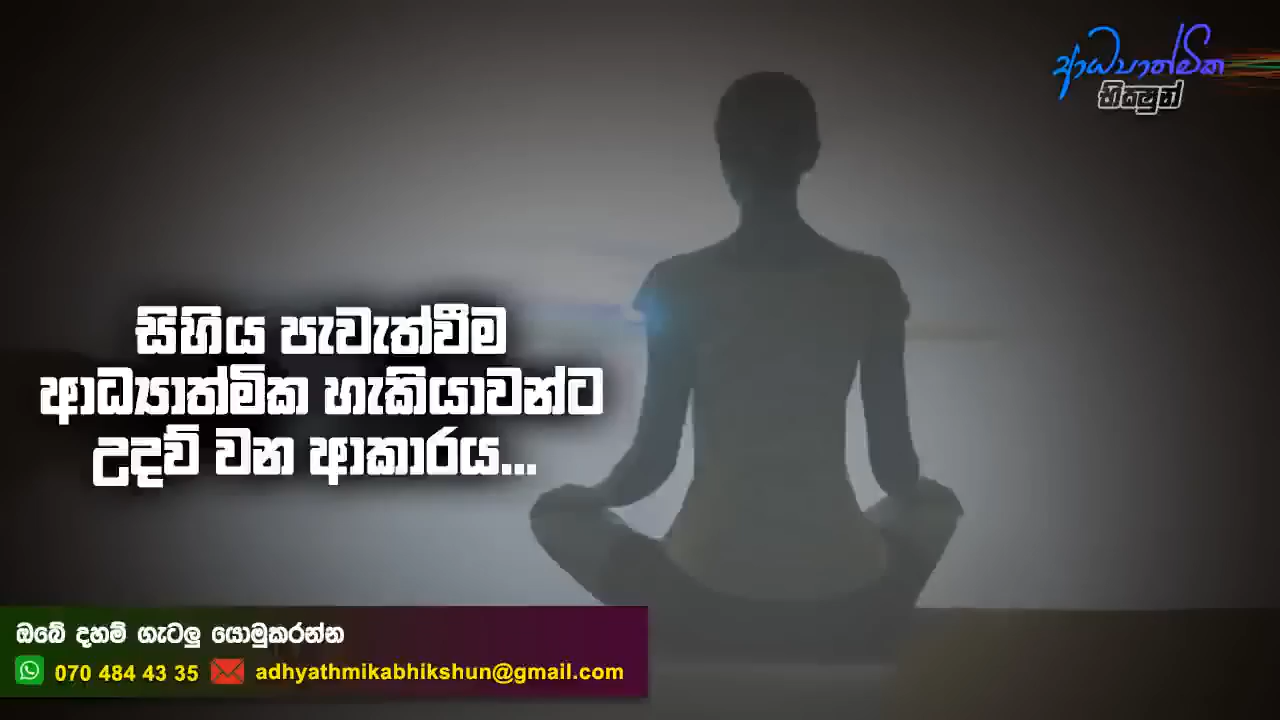 ආධ්‍යාත්මික
භික්ෂුන්
සිහිය පැවැත්වීම
ආධ්‍යාත්මික හැකියාවන්ට
උදව් වන ආකාරය...
ඔබේ දහම් ගැටලු යොමුකරන්න
070 484 43 35 adhyathmikabhikshun@gmail.com